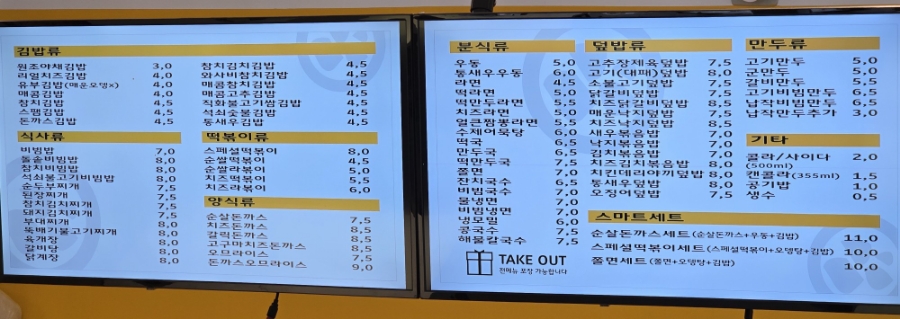 김밥류
원조야채김밥 3,0
리얼치즈김밥 4,0
유부김밥(매운오뎅x) 4,0
매콤김밥 4,0
참치김밥 4,5
스팸김밥 4,5
돈까스김밥 4,5
참치김치김밥 4,5
와사비참치김밥 4,5
매콤참치김밥 4,5
매콤고추김밥 4,5
직화불고기쌈김밥 4,5
석쇠숯불김밥 4,5
통새우김밥 4,5
식사류
비빔밥 7,0
돌솥비빔밥 8,0
참치비빔밥 8,0
석쇠불고기비빔밥 8,0
순두부찌개 7,5
된장찌개 7,5
참치김치찌개 7,5
돼지김치찌개 7,5
부대찌개 8,0
뚝배기불고기찌개 8,0
육개장 8,0
갈비탕
닭계장 8,0
떡볶이류
스페셜떡볶이 8,0
순쌀떡볶이 4,5
순쌀라볶이 5,0
치즈떡볶이 5,5
치즈라볶이 6,0
양식류
순살돈까스 7,5
치즈돈까스 8,5
칼릭돈까스 8,5
고구마치즈돈까스 8,5
오므라이스 7,5
돈까스오므라이스 9,0
분식류
우동 5,0
통새우우동 6,0
라면 4,5
떡라면 5,0
떡만두라면 5,5
치즈라면 5,0
얼큰짬뽕라면 5,5
수제어묵탕 6,0
떡국 6,5
만두국 6,5
떡만두국 7,5
쫄면 7,0
잔치국수 6,5
비빔국수 7,0
물냉면 7,0
비빔냉면 7,0
냉모밀 6,0
콩국수 7,5
해물칼국수 7,5
TAKE OUT
전메뉴 포장 가능합니다
덮밥류
고추장제육덮밥 7,5
고기(대패)덮밥 8,0
소불고기덮밥 7,5
닭갈비덮밥 7,5
치즈닭갈비덮밥 8,5
매운낙지덮밥 7,5
치즈낙지덮밥 8,5
새우볶음밥 7,0
낙지볶음밥 7,0
김치볶음밥 7,0
치즈김치볶음밥 8,0
치킨데리야끼덮밥 8,0
통새우덮밥 8,0
오징어덮밥 7,5
만두류
고기만두 5,0
군만두 5,0
갈비만두 5,5
고기비빔만두 6,5
납작비빔만두 6,5
납작만두추가 3,0
기타
콜라/사이다 2,0
(500ml)
캔콜라(355ml) 1,5
공기밥 1,0
생수 0,5
스마트세트
순살돈까스세트(순살돈까스+우동+김밥) 11,0
스페셜떡볶이세트(스페셜떡볶이+오뎅탕+김밥) 10,0
쫄면세트(쫄면+오뎅탕+김밥) 10,0